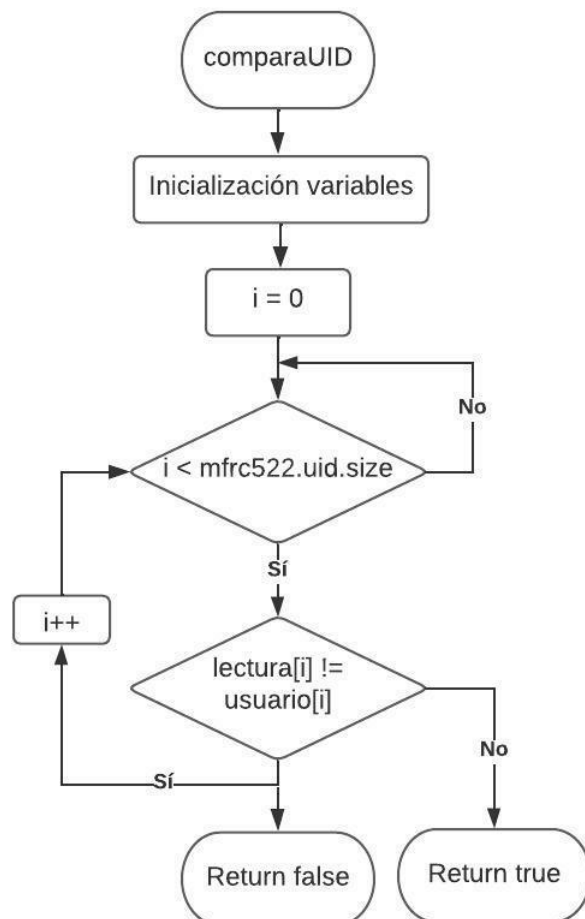 comparaUID
Inicialización variables
i = 0
No
i < mfrc522.uid.size
Sí
i++
lectura[i] !=
usuario[i]
No
Sí
Return false
Return true